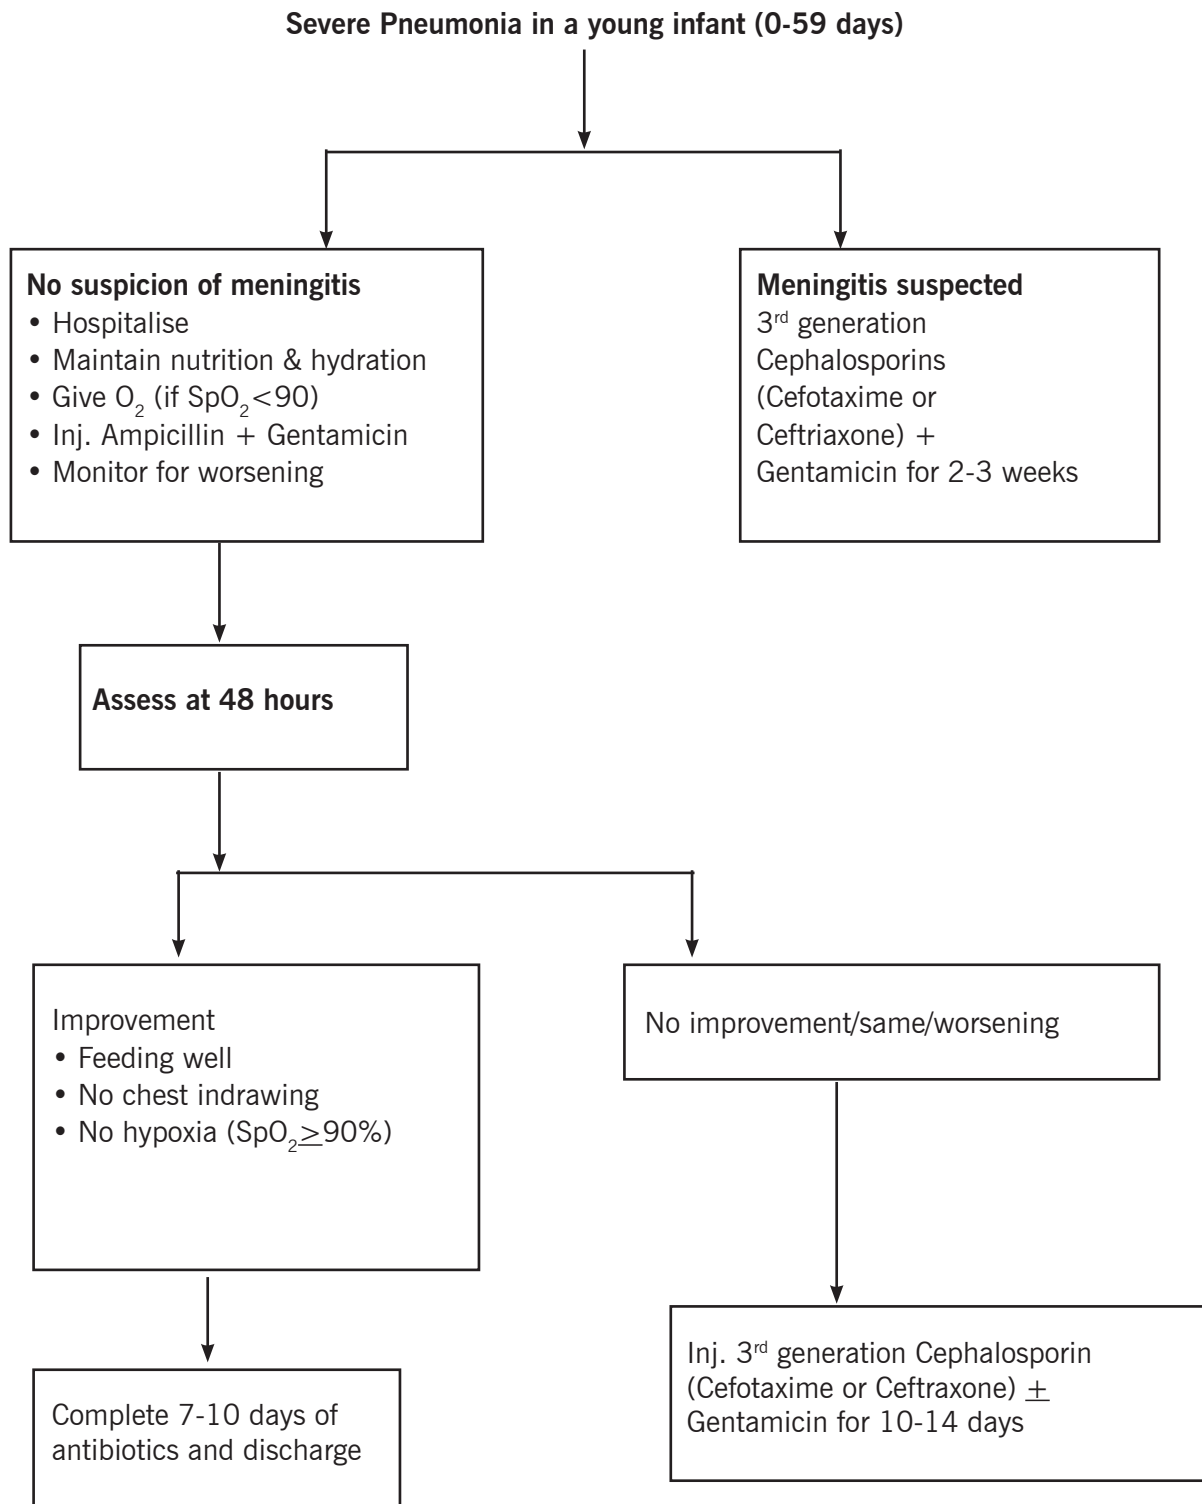 Severe Pneumonia in a young infant (0-59 days)
No suspicion of meningitis
• Hospitalise
• Maintain nutrition & hydration
• Give O₂ (if SpO₂<90)
• Inj. Ampicillin + Gentamicin
• Monitor for worsening
Meningitis suspected
3rd generation
Cephalosporins
(Cefotaxime or
Ceftriaxone) +
Gentamicin for 2-3 weeks
Assess at 48 hours
Improvement
• Feeding well
• No chest indrawing
• No hypoxia (SpO₂≥90%)
No improvement/same/worsening
Complete 7-10 days of
antibiotics and discharge
Inj. 3rd generation Cephalosporin
(Cefotaxime or Ceftraxone) ±
Gentamicin for 10-14 days